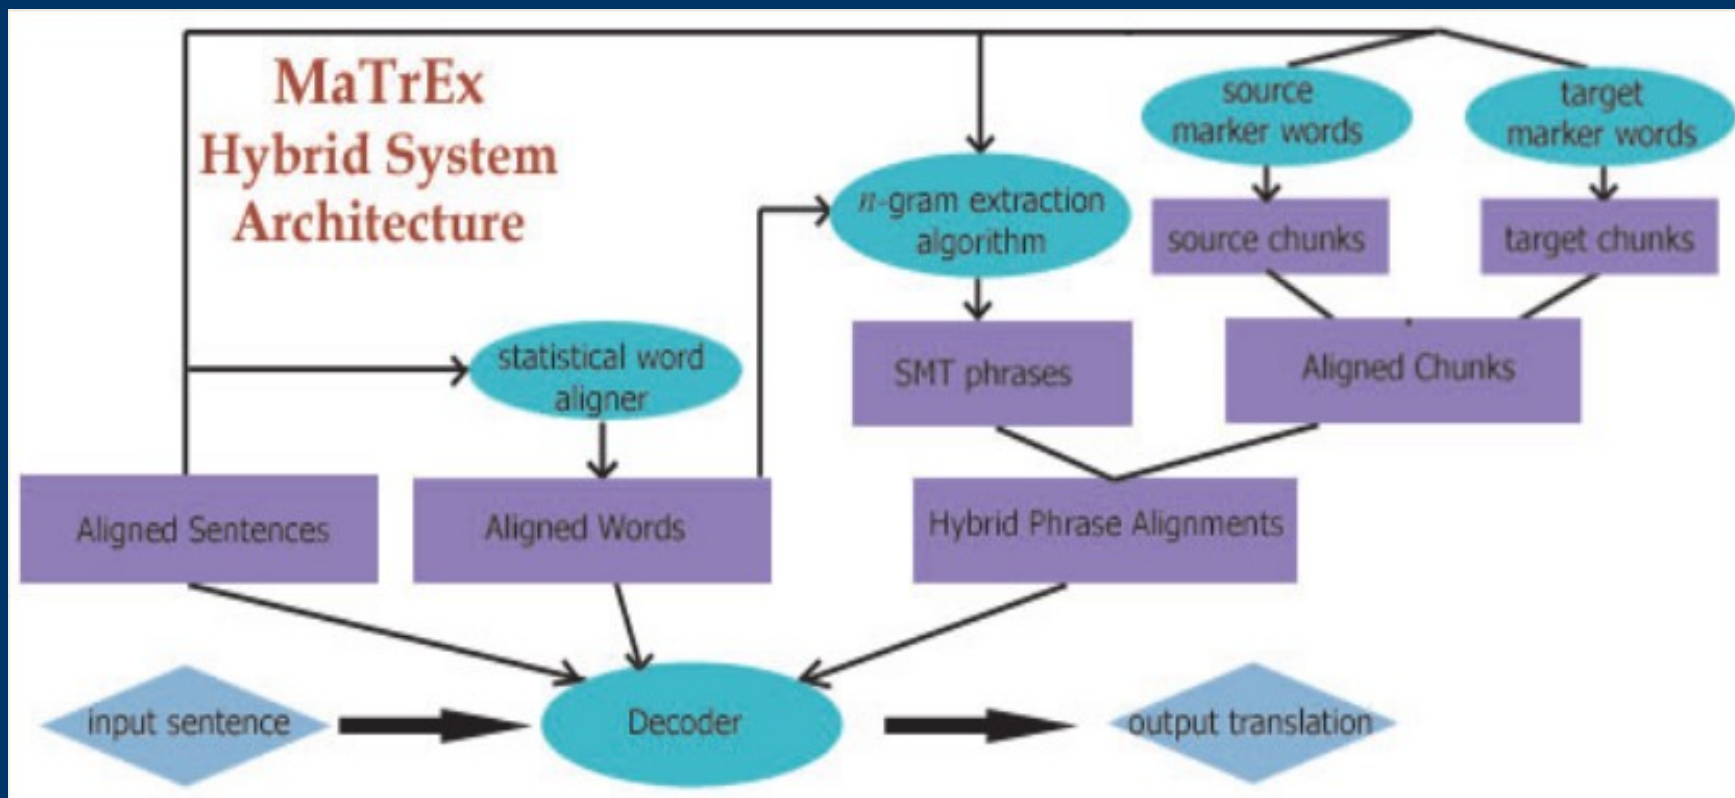 MaTrEx
Hybrid System
Architecture
source
marker words
target
marker words
n-gram extraction
algorithm
source chunks
target chunks
statistical word
aligner
SMT phrases
Aligned Chunks
Aligned Sentences
Aligned Words
Hybrid Phrase Alignments
input sentence
Decoder
output translation